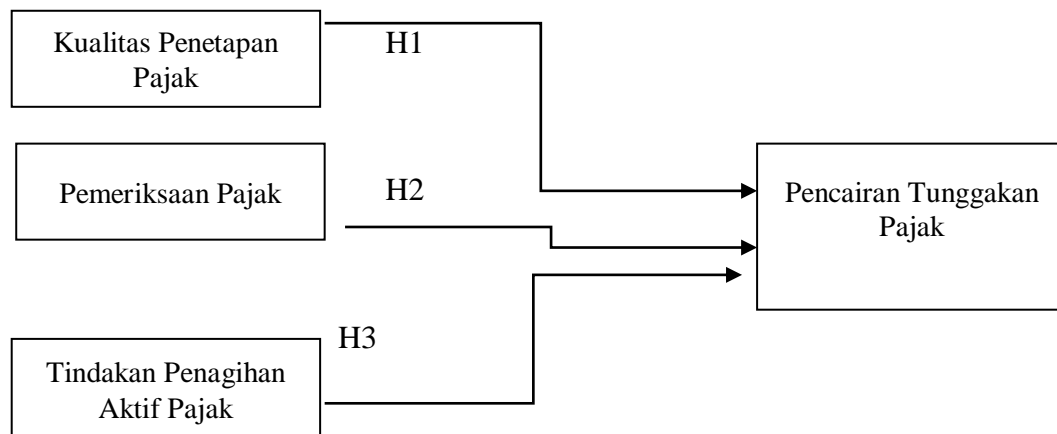 Kualitas Penetapan
Pajak
H1
Pemeriksaan Pajak
H2
Pencairan Tunggakan
Pajak
H3
Tindakan Penagihan
Aktif Pajak